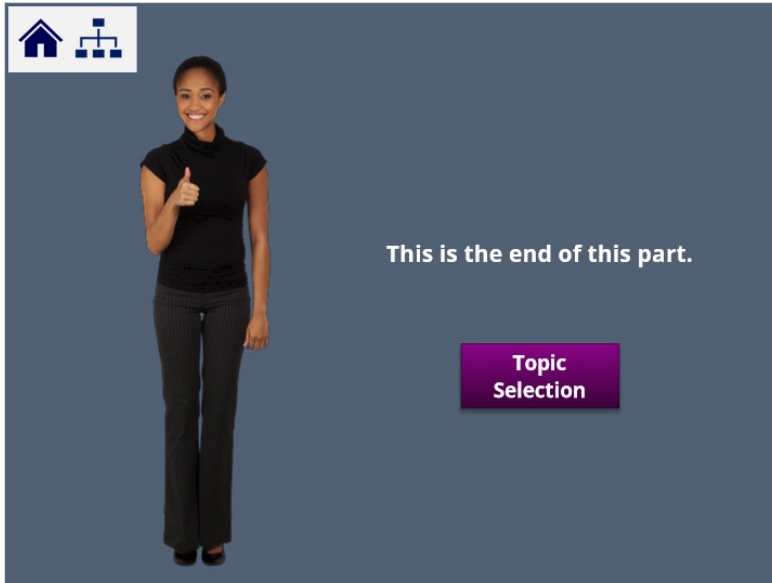 This is the end of this part.
Topic
Selection